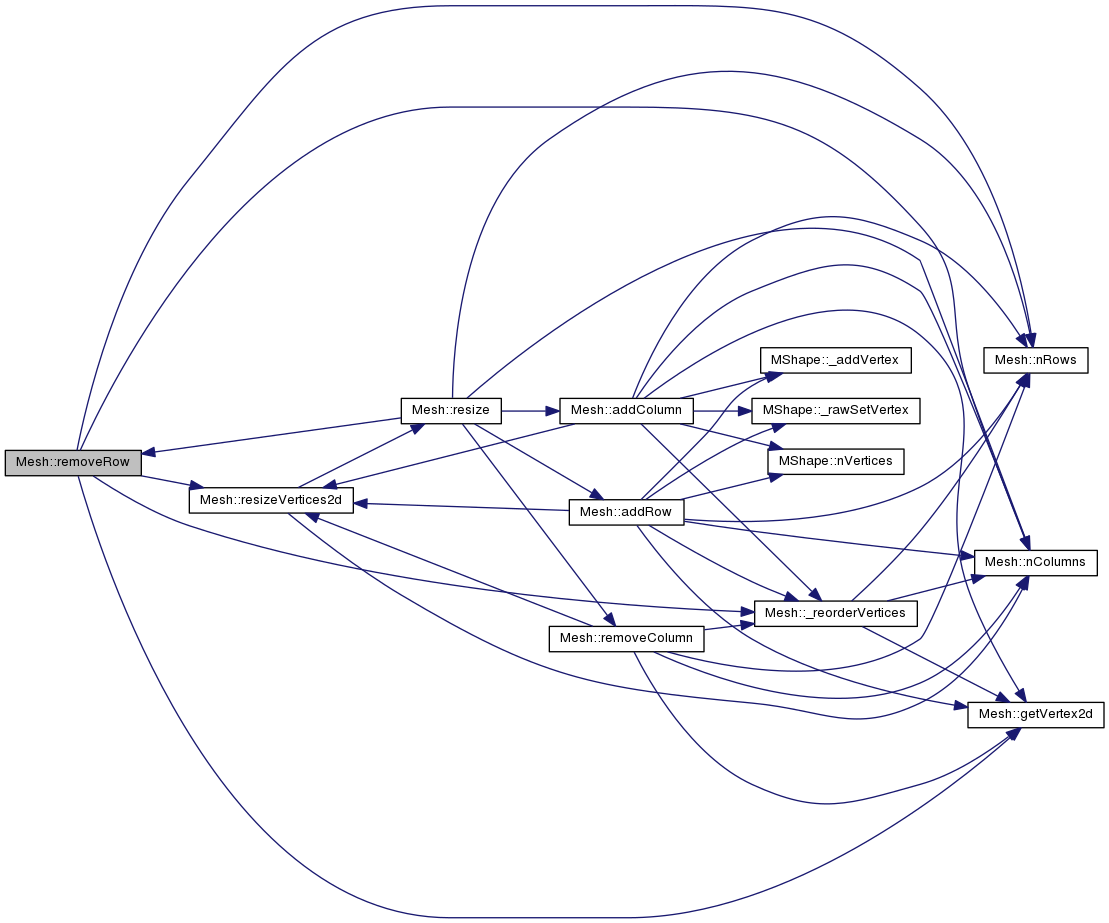 Mesh::removeRow
Mesh::resizeVertices2d
Mesh::resize
Mesh::addColumn
Mesh::addRow
Mesh::removeColumn
MShape::_addVertex
MShape::_rawSetVertex
MShape::nVertices
Mesh::_reorderVertices
Mesh::nRows
Mesh::nColumns
Mesh::getVertex2d